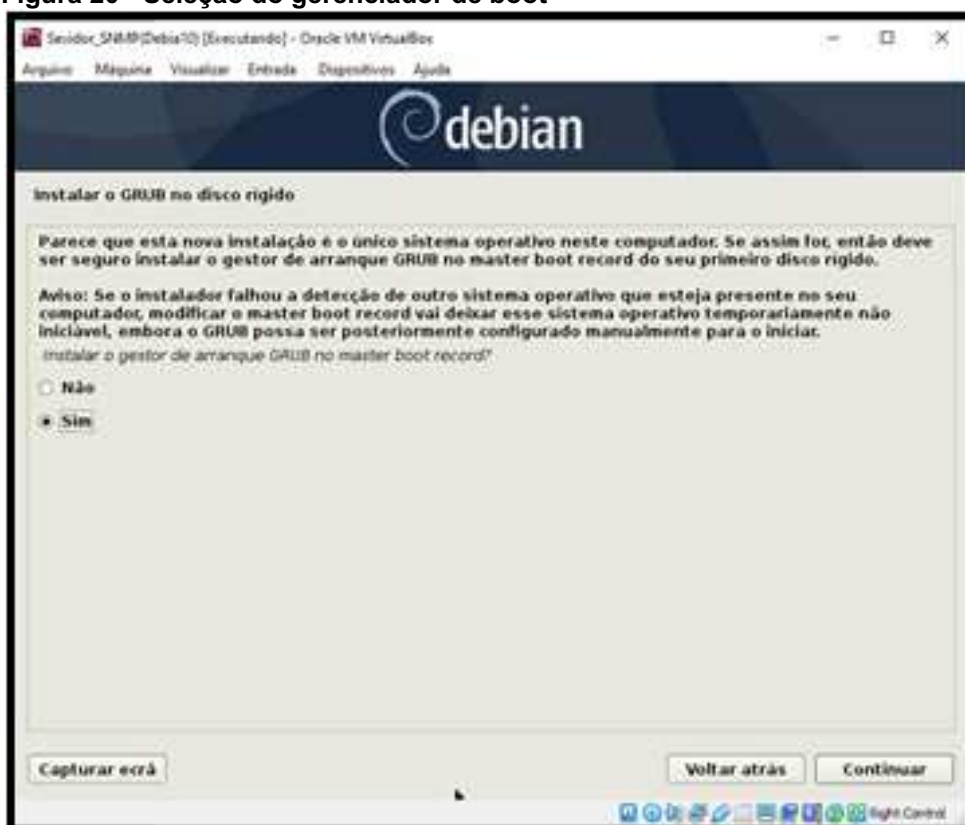 Figura 20 - Seleção do gerenciador de boot
Sevidor_SNMP(Debia10) [Executando] - Oracle VM VirtualBox
Arquivo Máquina Visualizar Entrada Dispositivos Ajuda
debian
Instalar o GRUB no disco rígido
Parece que esta nova instalação é o único sistema operativo neste computador. Se assim for, então deve
ser seguro instalar o gestor de arranque GRUB no master boot record do seu primeiro disco rígido.
Aviso: Se o instalador falhou a detecção de outro sistema operativo que esteja presente no seu
computador, modificar o master boot record vai deixar esse sistema operativo temporariamente não
iniciável, embora o GRUB possa ser posteriormente configurado manualmente para o iniciar.
Instalar o gestor de arranque GRUB no master boot record?
Não
Sim
Capturar ecrã
Voltar atrás
Continuar
Right Control